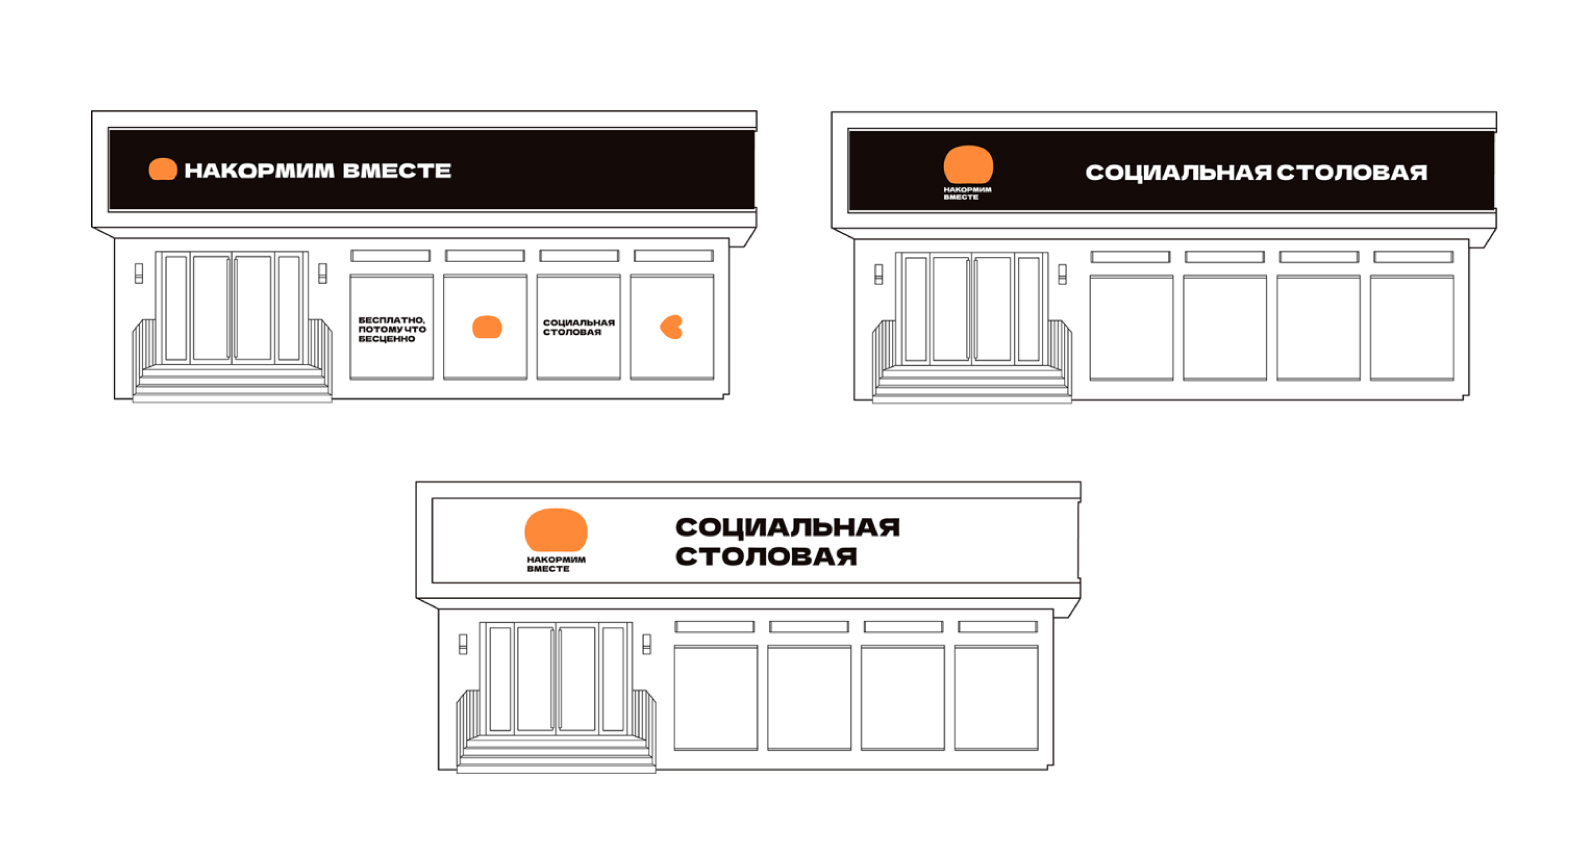 НАКОРМИМ ВМЕСТЕ
БЕСПЛАТНО,
ПОТОМУ ЧТО
БЕСЦЕННО
СОЦИАЛЬНАЯ
СТОЛОВАЯ
НАКОРМИМ
ВМЕСТЕ
СОЦИАЛЬНАЯ СТОЛОВАЯ
НАКОРМИМ
ВМЕСТЕ
СОЦИАЛЬНАЯ
СТОЛОВАЯ